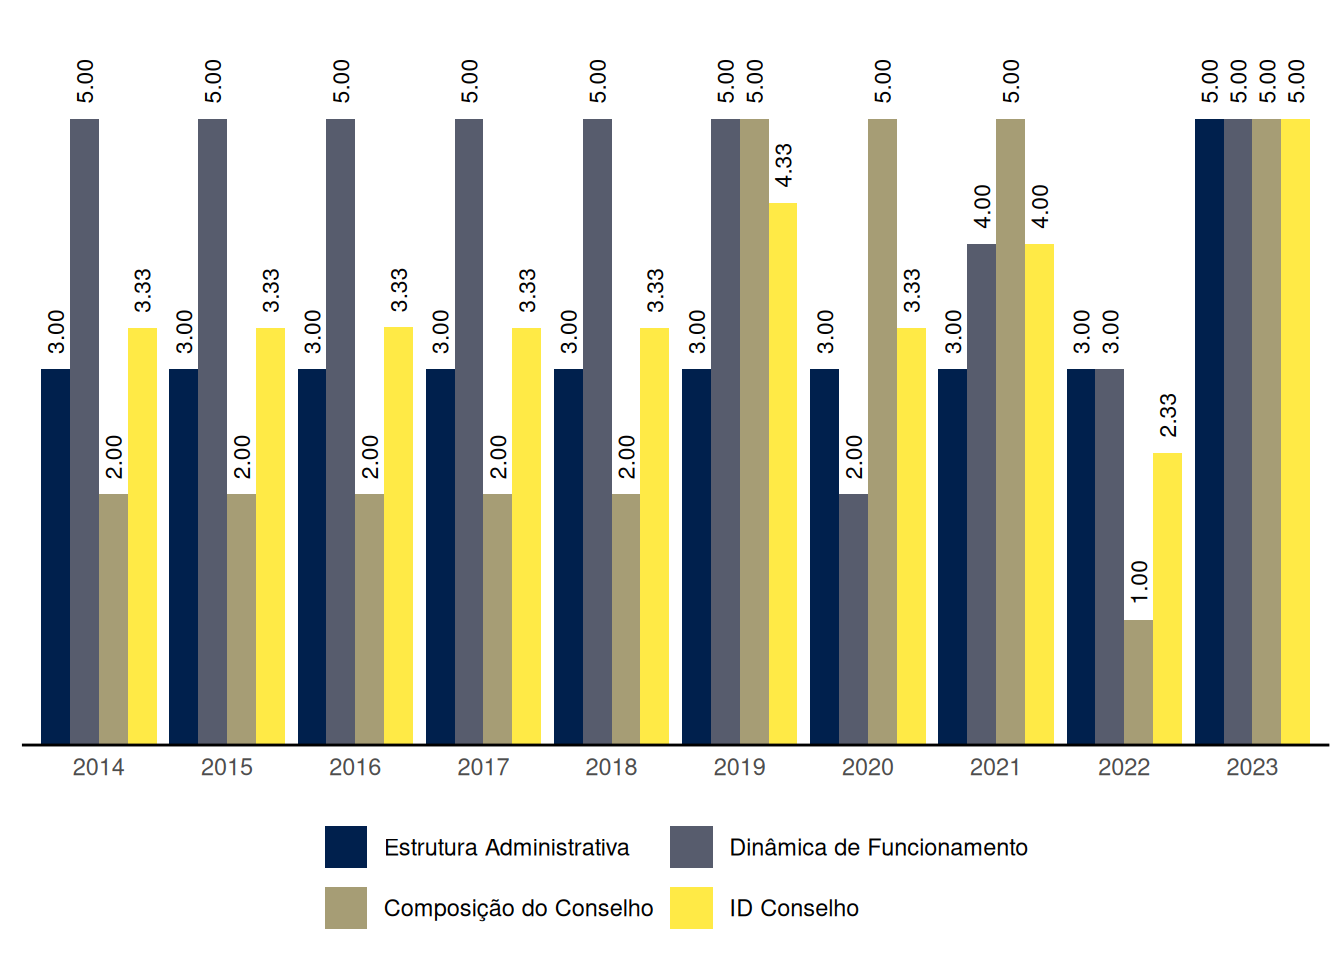 3.00 5.00 2.00 3.33 3.00 5.00 2.00 3.33 3.00 5.00 2.00 3.33 3.00 5.00 2.00 3.33 3.00 5.00 2.00 3.33 3.00 5.00 5.00 4.33 3.00 2.00 5.00 3.33 3.00 4.00 5.00 4.00 3.00 3.00 1.00 2.33 5.00 5.00 5.00 5.00
2014 2015 2016 2017 2018 2019 2020 2021 2022 2023
Estrutura Administrativa Dinâmica de Funcionamento
Composição do Conselho ID Conselho